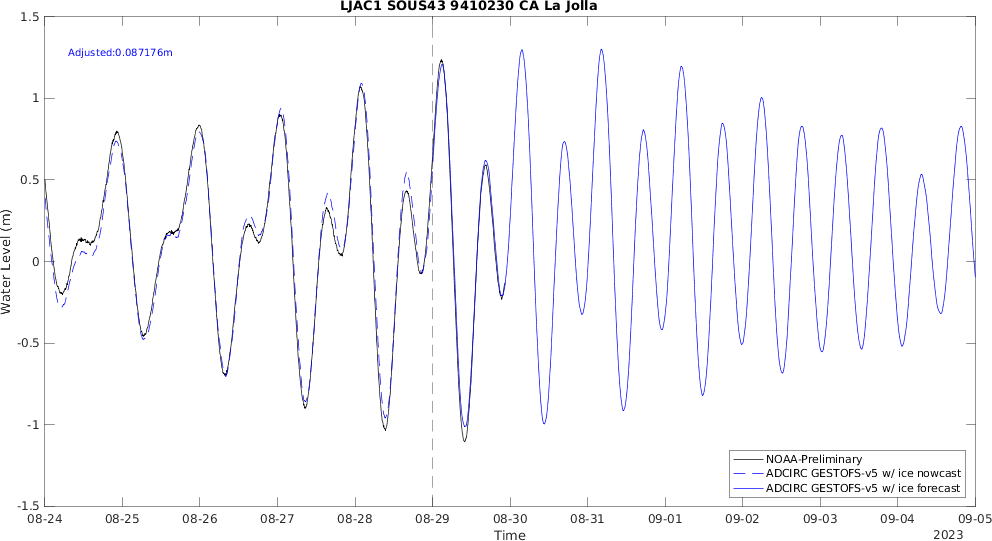 LJAC1 SOUS43 9410230 CA La Jolla
Adjusted:0.087176m
1.5
1
0.5
0
-0.5
-1
-1.5
Water Level (m)
NOAA-Preliminary
ADCIRC GESTOFS-v5 w/ ice nowcast
ADCIRC GESTOFS-v5 w/ ice forecast
08-24 08-25 08-26 08-27 08-28 08-29 08-30 08-31 09-01 09-02 09-03 09-04 09-05
Time
2023